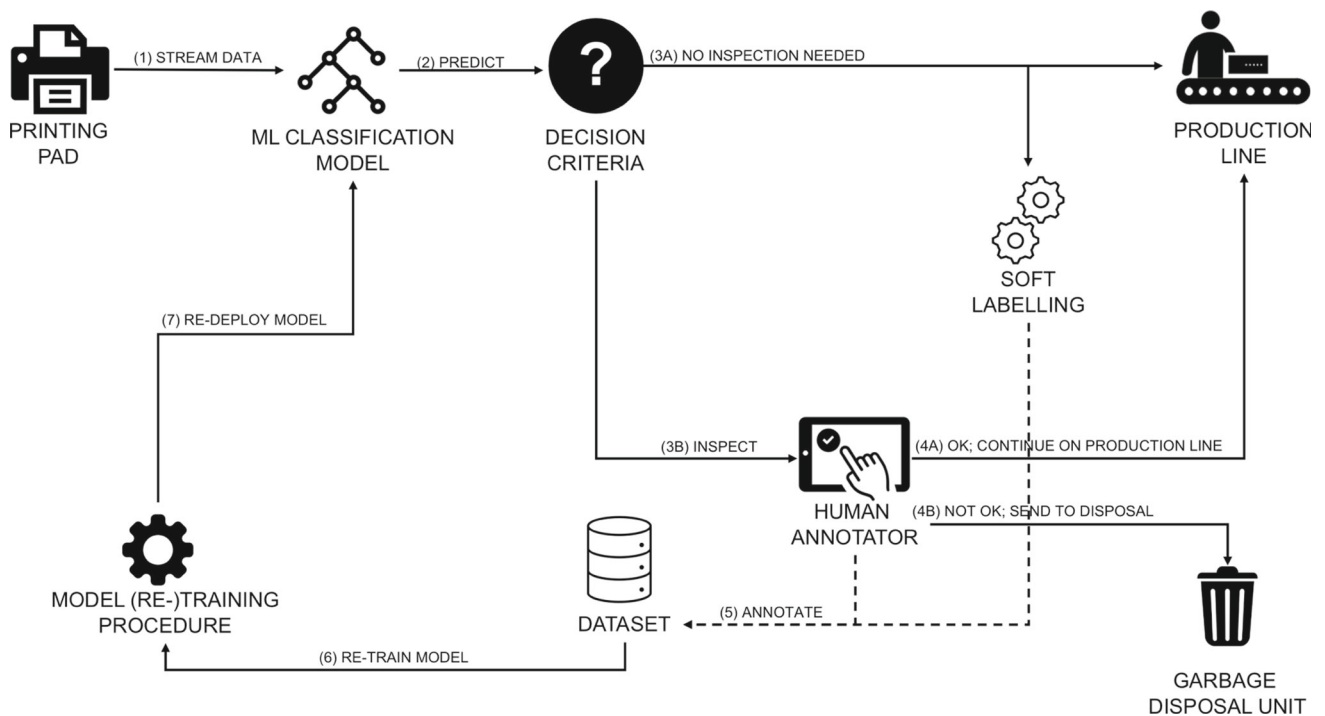 (1) STREAM DATA
(2) PREDICT
(3A) NO INSPECTION NEEDED
?
PRINTING
PAD
ML CLASSIFICATION
MODEL
DECISION
CRITERIA
PRODUCTION
LINE
SOFT
LABELLING
(7) RE-DEPLOY MODEL
(3B) INSPECT
(4A) OK; CONTINUE ON PRODUCTION LINE
HUMAN
ANNOTATOR
(4B) NOT OK; SEND TO DISPOSAL
MODEL (RE-)TRAINING
PROCEDURE
DATASET
(5) ANNOTATE
(6) RE-TRAIN MODEL
GARBAGE
DISPOSAL UNIT